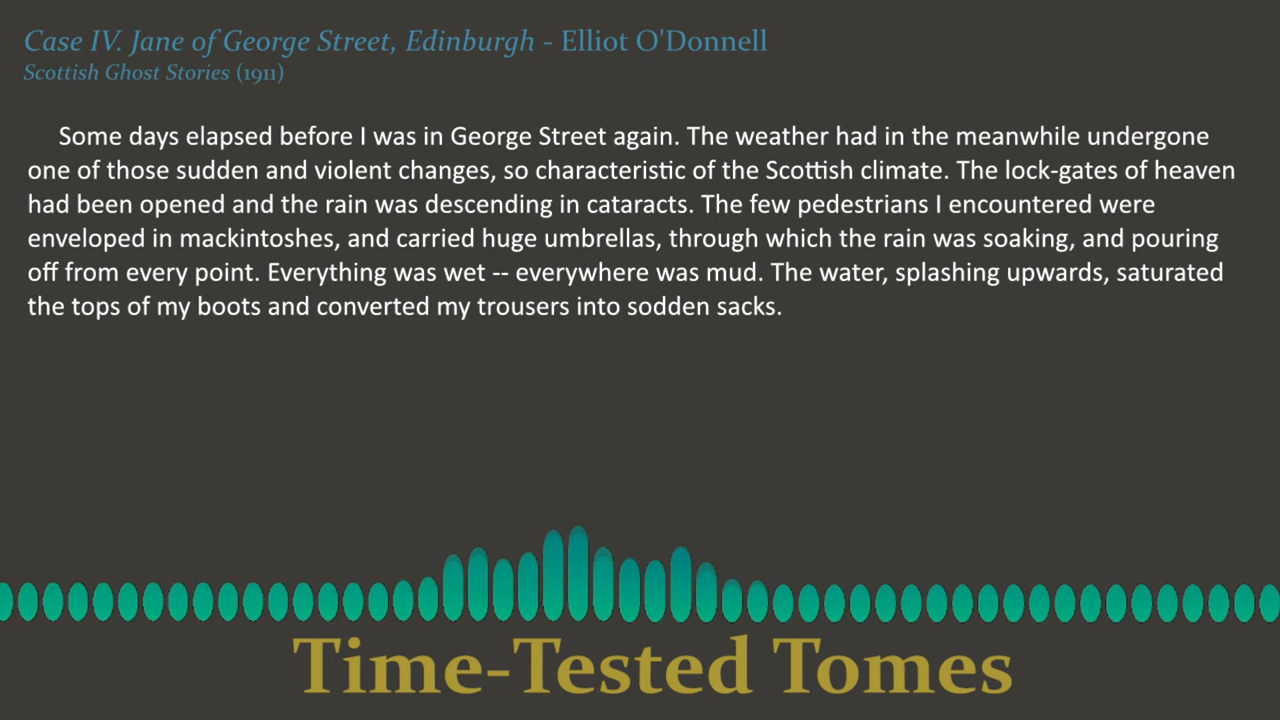 Case IV. Jane of George Street, Edinburgh - Elliot O'Donnell
Scottish Ghost Stories (1911)
Some days elapsed before I was in George Street again. The weather had in the meanwhile undergone
one of those sudden and violent changes, so characteristic of the Scottish climate. The lock-gates of heaven
had been opened and the rain was descending in cataracts. The few pedestrians I encountered were
enveloped in mackintoshes, and carried huge umbrellas, through which the rain was soaking, and pouring
off from every point. Everything was wet -- everywhere was mud. The water, splashing upwards, saturated
the tops of my boots and converted my trousers into sodden sacks.
Time-Tested Tomes